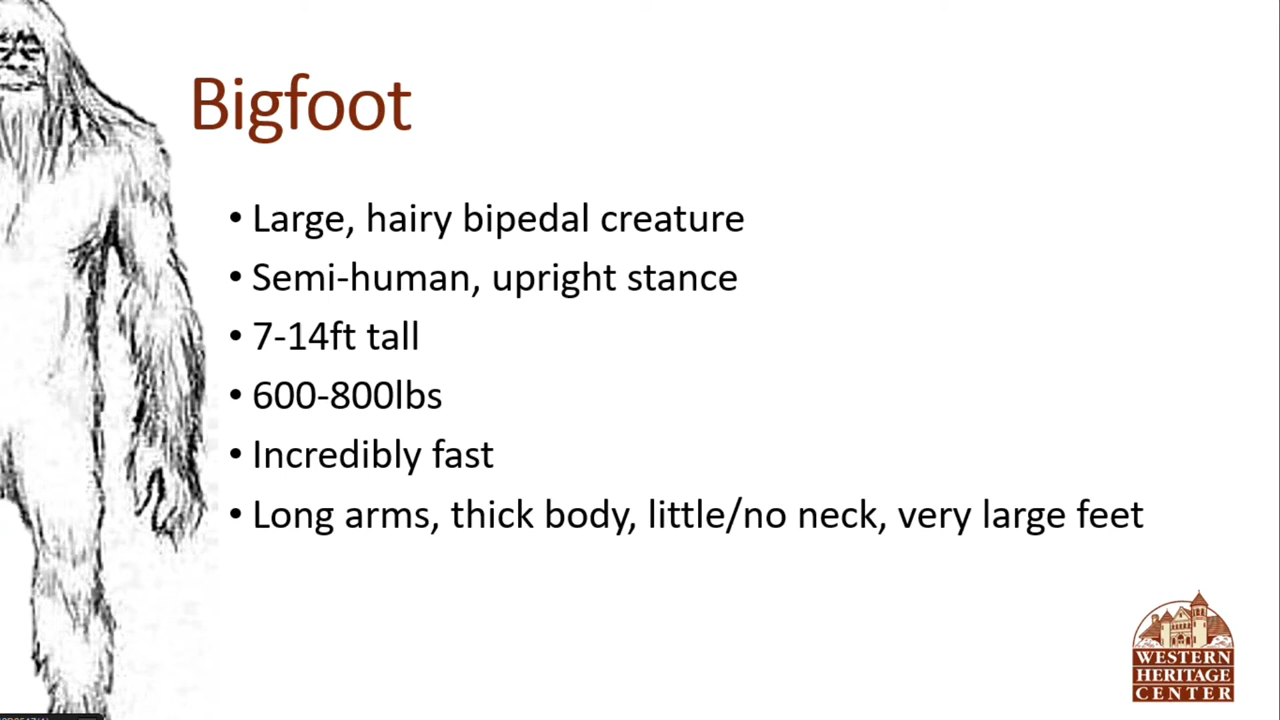 Bigfoot
• Large, hairy bipedal creature
• Semi-human, upright stance
• 7-14ft tall
• 600-800lbs
• Incredibly fast
• Long arms, thick body, little/no neck, very large feet
WESTERN
HERITAGE
CENTER